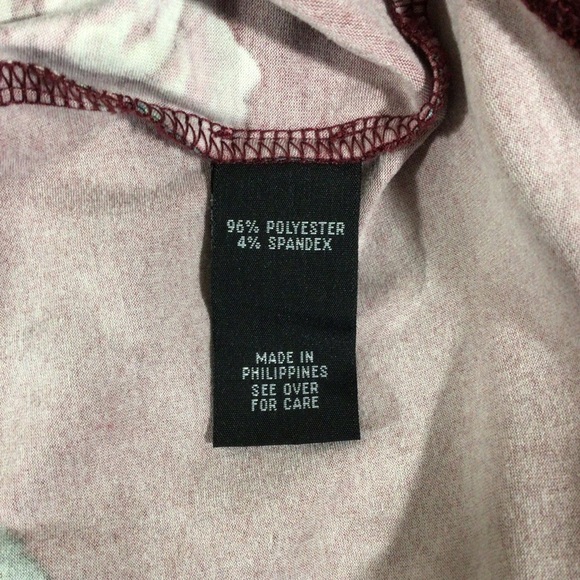 96% POLYESTER
4% SPANDEX
MADE IN
PHILIPPINES
SEE OVER
FOR CARE